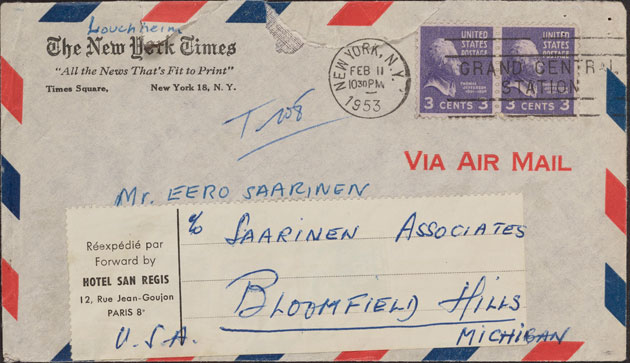 Louchheim
The New York Times
"All the News That's Fit to Print"
Times Square, New York 18, N. Y.
NEW YORK, N.Y.
FEB 11
10 30 PM
1953
UNITED STATES POSTAGE
UNITED STATES POSTAGE
GRAND CENTRAL
STATION
THOMAS JEFFERSON
3 CENTS 3
3 CENTS 3
VIA AIR MAIL
Mr. EERO SAARINEN
Réexpédié par
Forward by
HOTEL SAN REGIS
12, Rue Jean-Goujon
PARIS 8e
% SAARINEN ASSOCIATES
BLOOMFIELD HILLS
MICHIGAN
U.S.A.